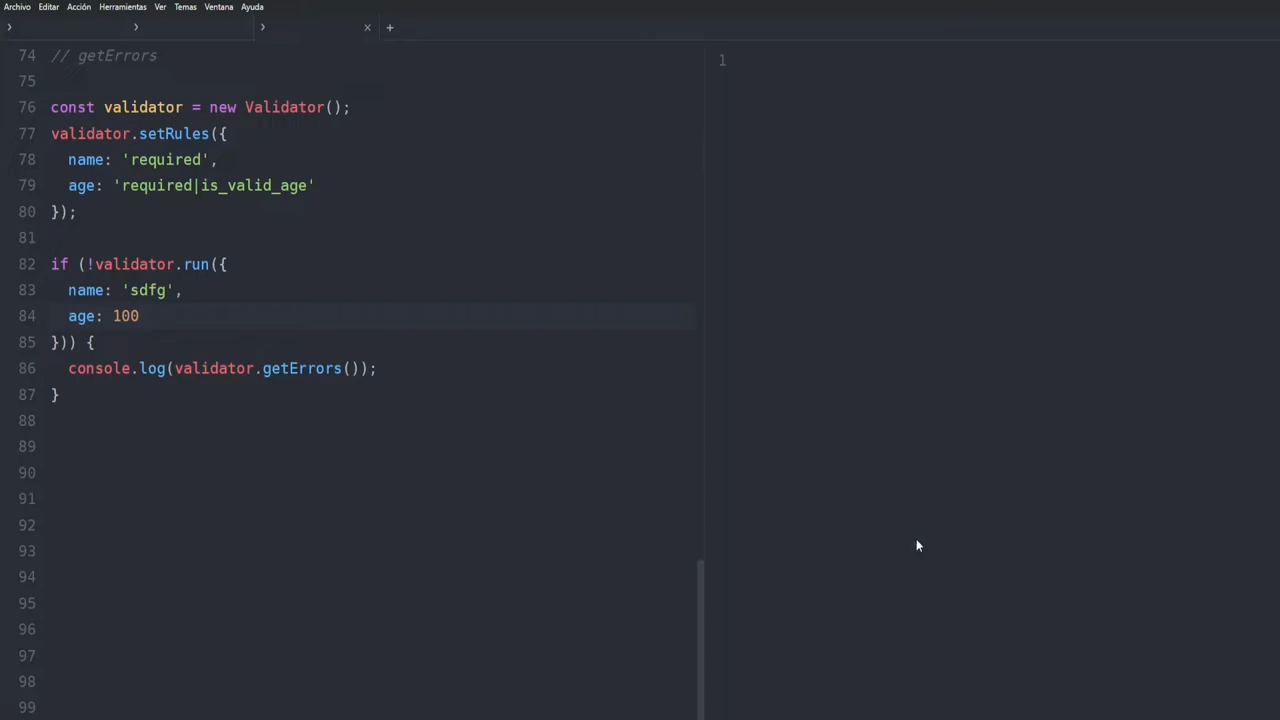 Archivo Editar Acción Herramientas Ver Temas Ventana Ayuda
› › › × +
74 // getErrors
75
76 const validator = new Validator();
77 validator.setRules({
78   name: 'required',
79   age: 'required|is_valid_age'
80 });
81
82 if (!validator.run({
83   name: 'sdfg',
84   age: 100
85 })) {
86   console.log(validator.getErrors());
87 }
88
89
90
91
92
93
94
95
96
97
98
99
1